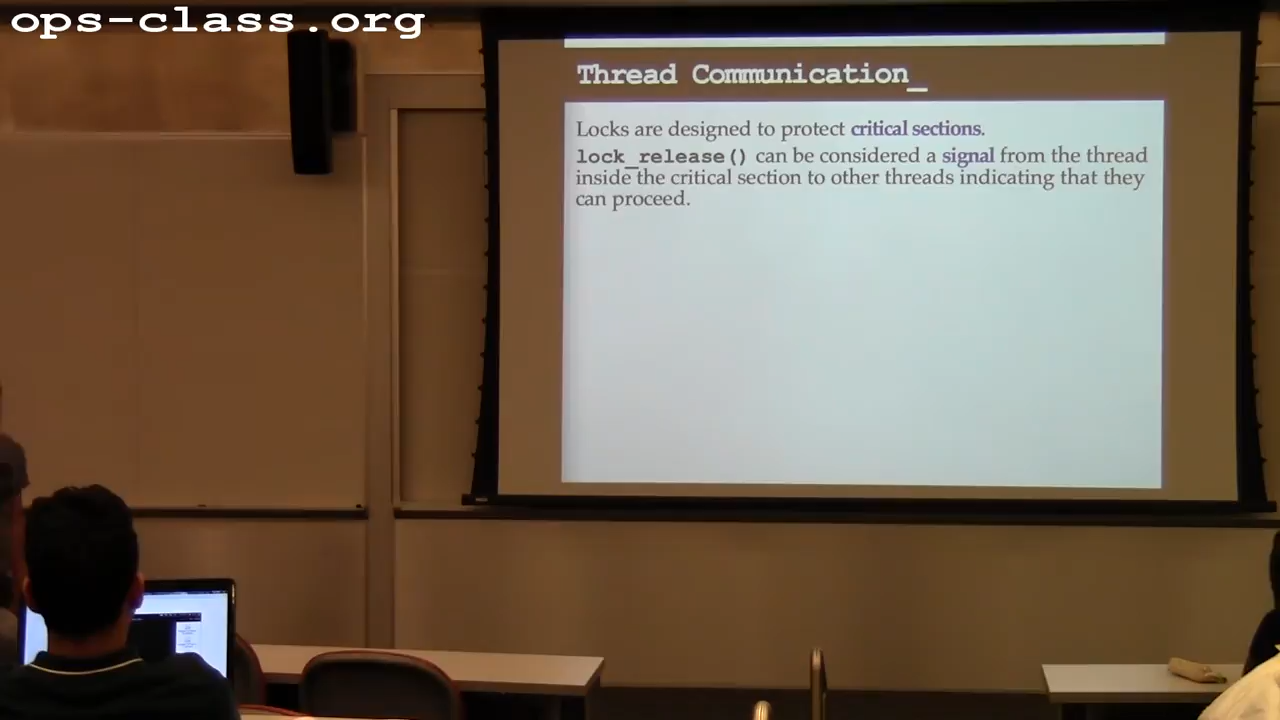 ops-class.org
Thread Communication_
Locks are designed to protect critical sections.
lock_release() can be considered a signal from the thread
inside the critical section to other threads indicating that they
can proceed.